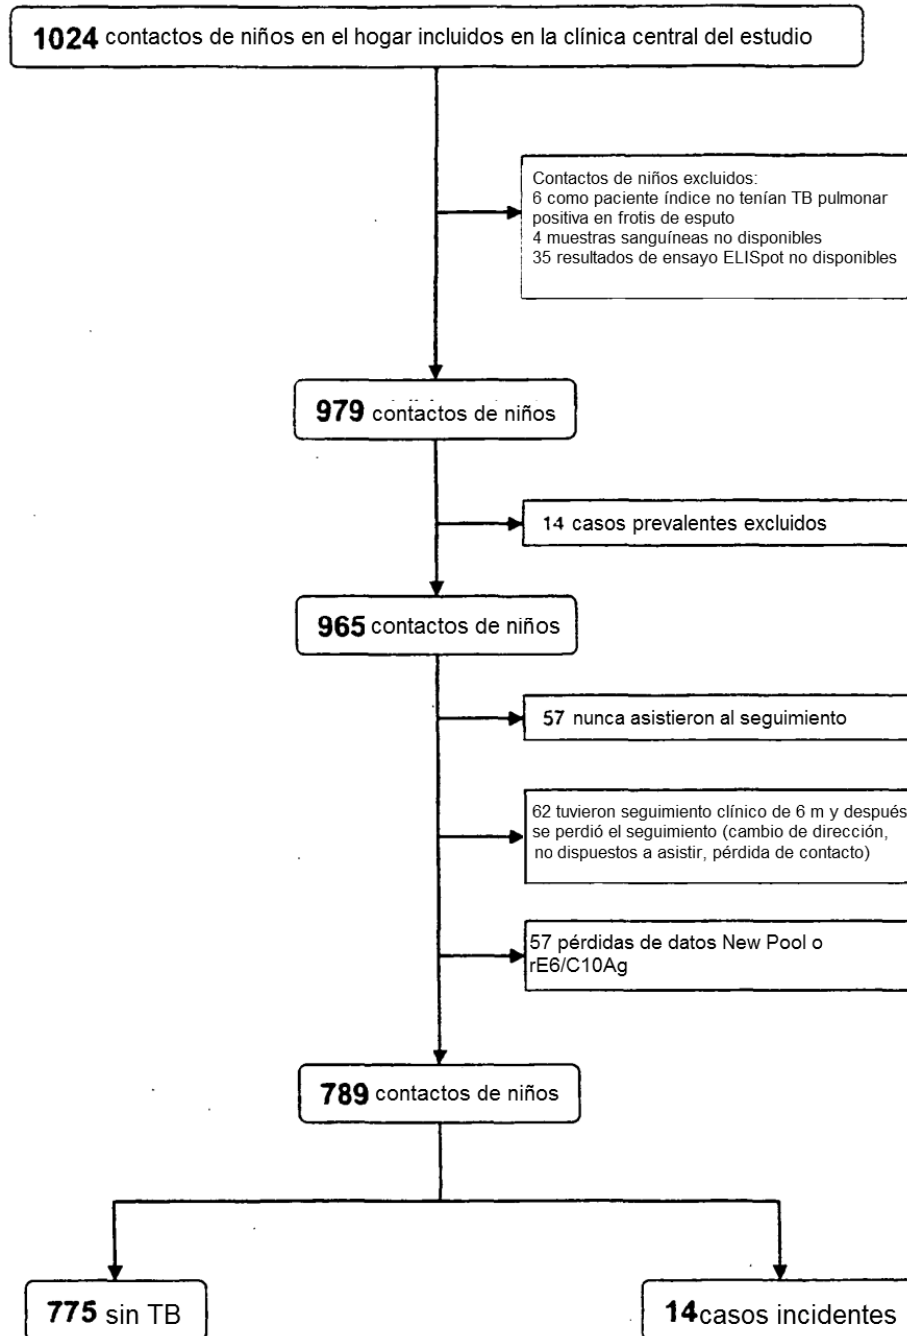 1024 contactos de niños en el hogar incluidos en la clínica central del estudio
Contactos de niños excluidos:
6 como paciente índice no tenían TB pulmonar
positiva en frotis de esputo
4 muestras sanguíneas no disponibles
35 resultados de ensayo ELISpot no disponibles
979 contactos de niños
14 casos prevalentes excluidos
965 contactos de niños
57 nunca asistieron al seguimiento
62 tuvieron seguimiento clínico de 6 m y después
se perdió el seguimiento (cambio de dirección,
no dispuestos a asistir, pérdida de contacto)
57 pérdidas de datos New Pool o
rE6/C10Ag
789 contactos de niños
775 sin TB
14 casos incidentes